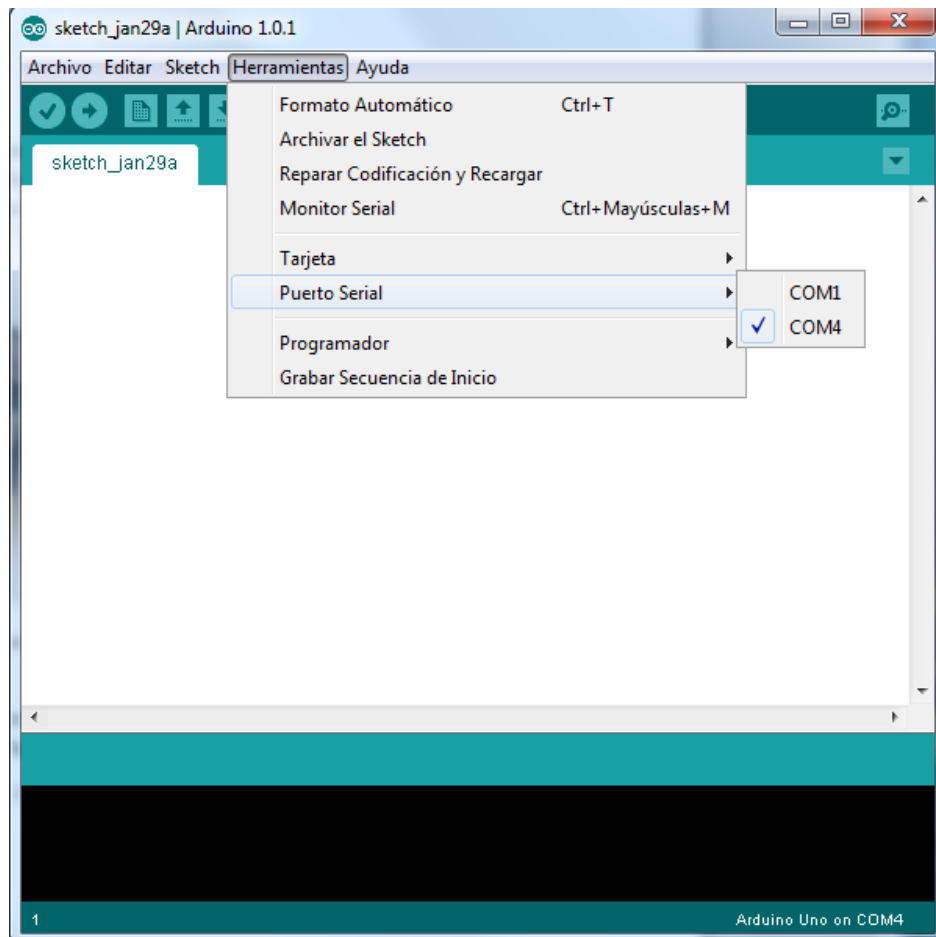 sketch_jan29a | Arduino 1.0.1
Archivo Editar Sketch Herramientas Ayuda
sketch_jan29a
Formato Automático Ctrl+T
Archivar el Sketch
Reparar Codificación y Recargar
Monitor Serial Ctrl+Mayúsculas+M
Tarjeta
Puerto Serial
COM1
COM4
Programador
Grabar Secuencia de Inicio
1 Arduino Uno on COM4